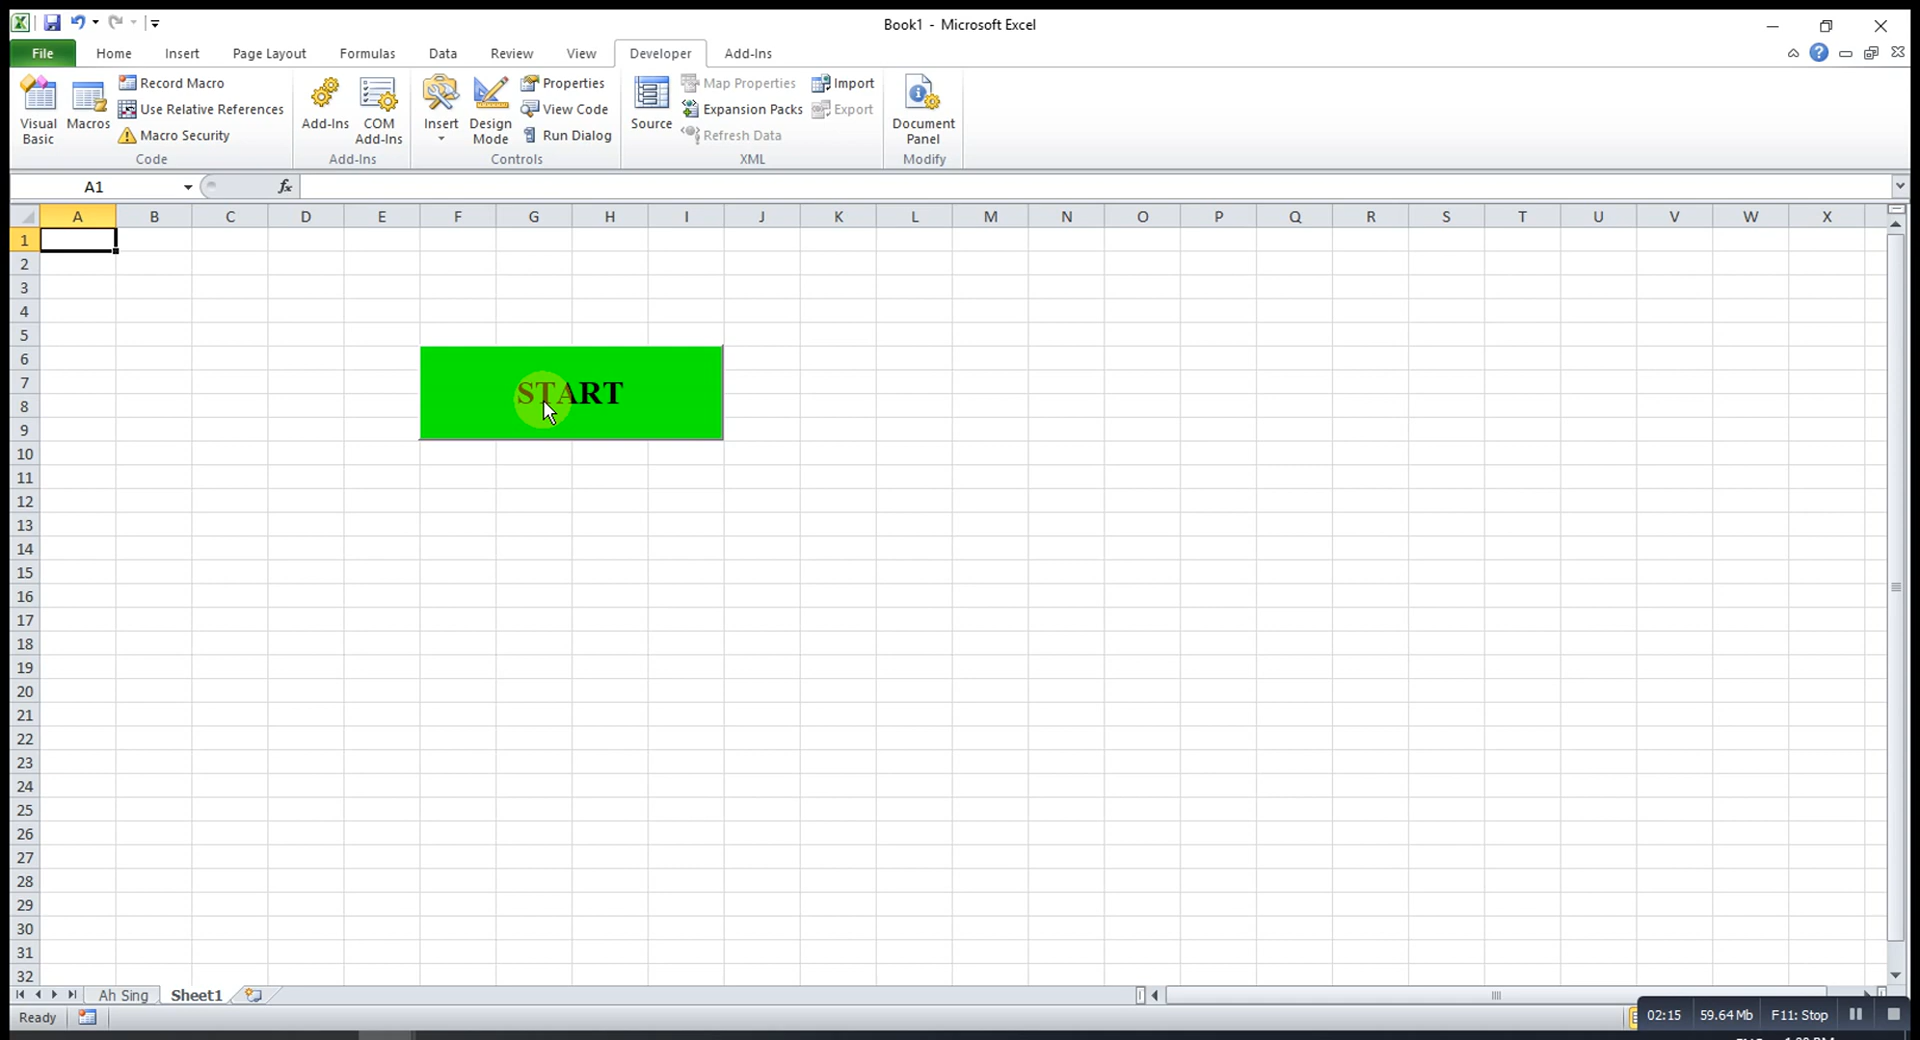 Book1 - Microsoft Excel
File Home Insert Page Layout Formulas Data Review View Developer Add-Ins
Visual Basic
Macros
Record Macro
Use Relative References
Macro Security
Code
Add-Ins
COM Add-Ins
Add-Ins
Insert
Design Mode
Properties
View Code
Run Dialog
Controls
Source
Map Properties
Expansion Packs
Refresh Data
Import
Export
XML
Document Panel
Modify
A1 fx
A B C D E F G H I J K L M N O P Q R S T U V W X
1
2
3
4
5
6
7
START
8
9
10
11
12
13
14
15
16
17
18
19
20
21
22
23
24
25
26
27
28
29
30
31
32
Ah Sing Sheet1
Ready
02:15 59.64 Mb F11: Stop